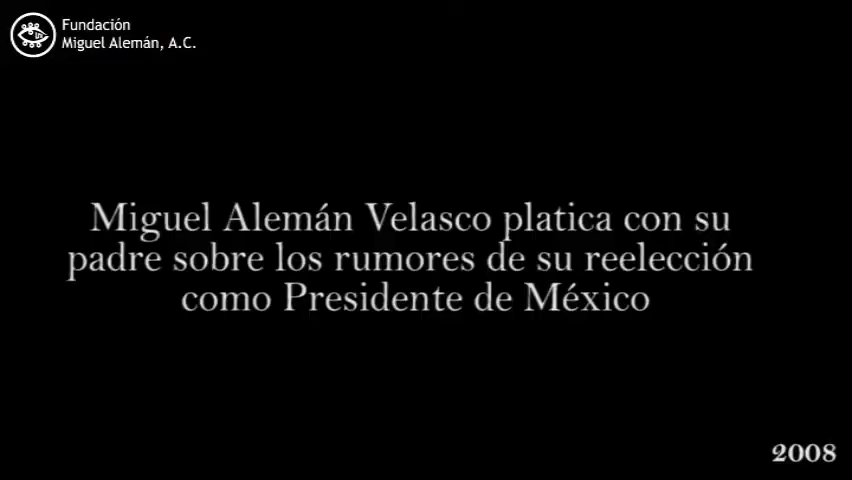 Fundación
Miguel Alemán, A.C.
Miguel Alemán Velasco platica con su
padre sobre los rumores de su reelección
como Presidente de México
2008